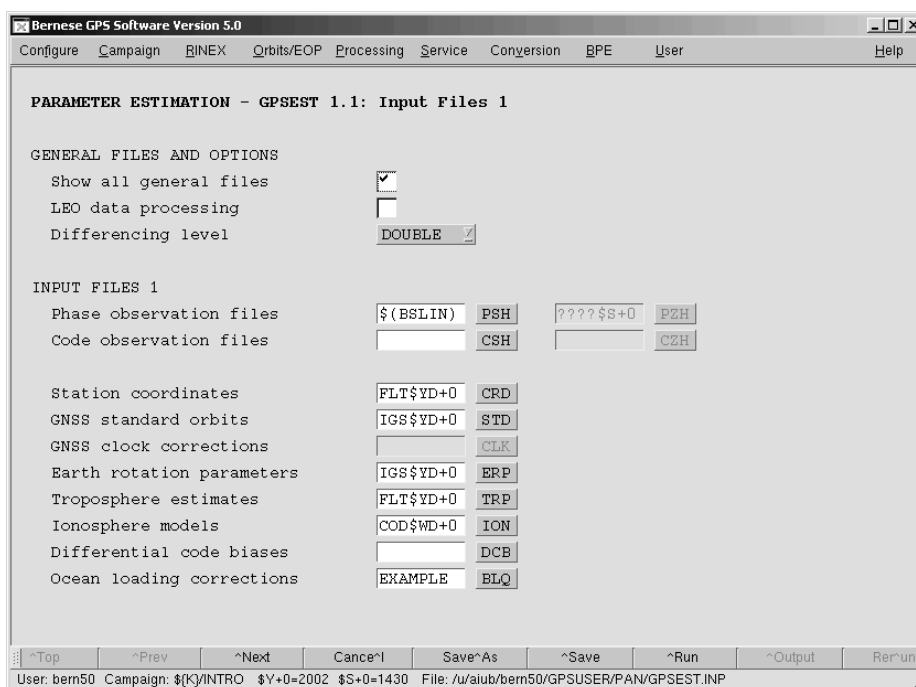 Bernese GPS Software Version 5.0
Configure Campaign RINEX Orbits/EOP Processing Service Conversion BPE User Help
PARAMETER ESTIMATION - GPSEST 1.1: Input Files 1
GENERAL FILES AND OPTIONS
Show all general files
LEO data processing
Differencing level DOUBLE
INPUT FILES 1
Phase observation files $(BSLIN) PSH ????$S+0 PZH
Code observation files CSH CZH
Station coordinates FLT$YD+0 CRD
GNSS standard orbits IGS$YD+0 STD
GNSS clock corrections CLK
Earth rotation parameters IGS$YD+0 ERP
Troposphere estimates FLT$YD+0 TRP
Ionosphere models COD$WD+0 ION
Differential code biases DCB
Ocean loading corrections EXAMPLE BLQ
^Top ^Prev ^Next Cance^l Save^As ^Save ^Run ^Output Rer^un
User: bern50 Campaign: ${K}/INTRO $Y+0=2002 $S+0=1430 File: /u/aiub/bern50/GPSUSER/PAN/GPSEST.INP